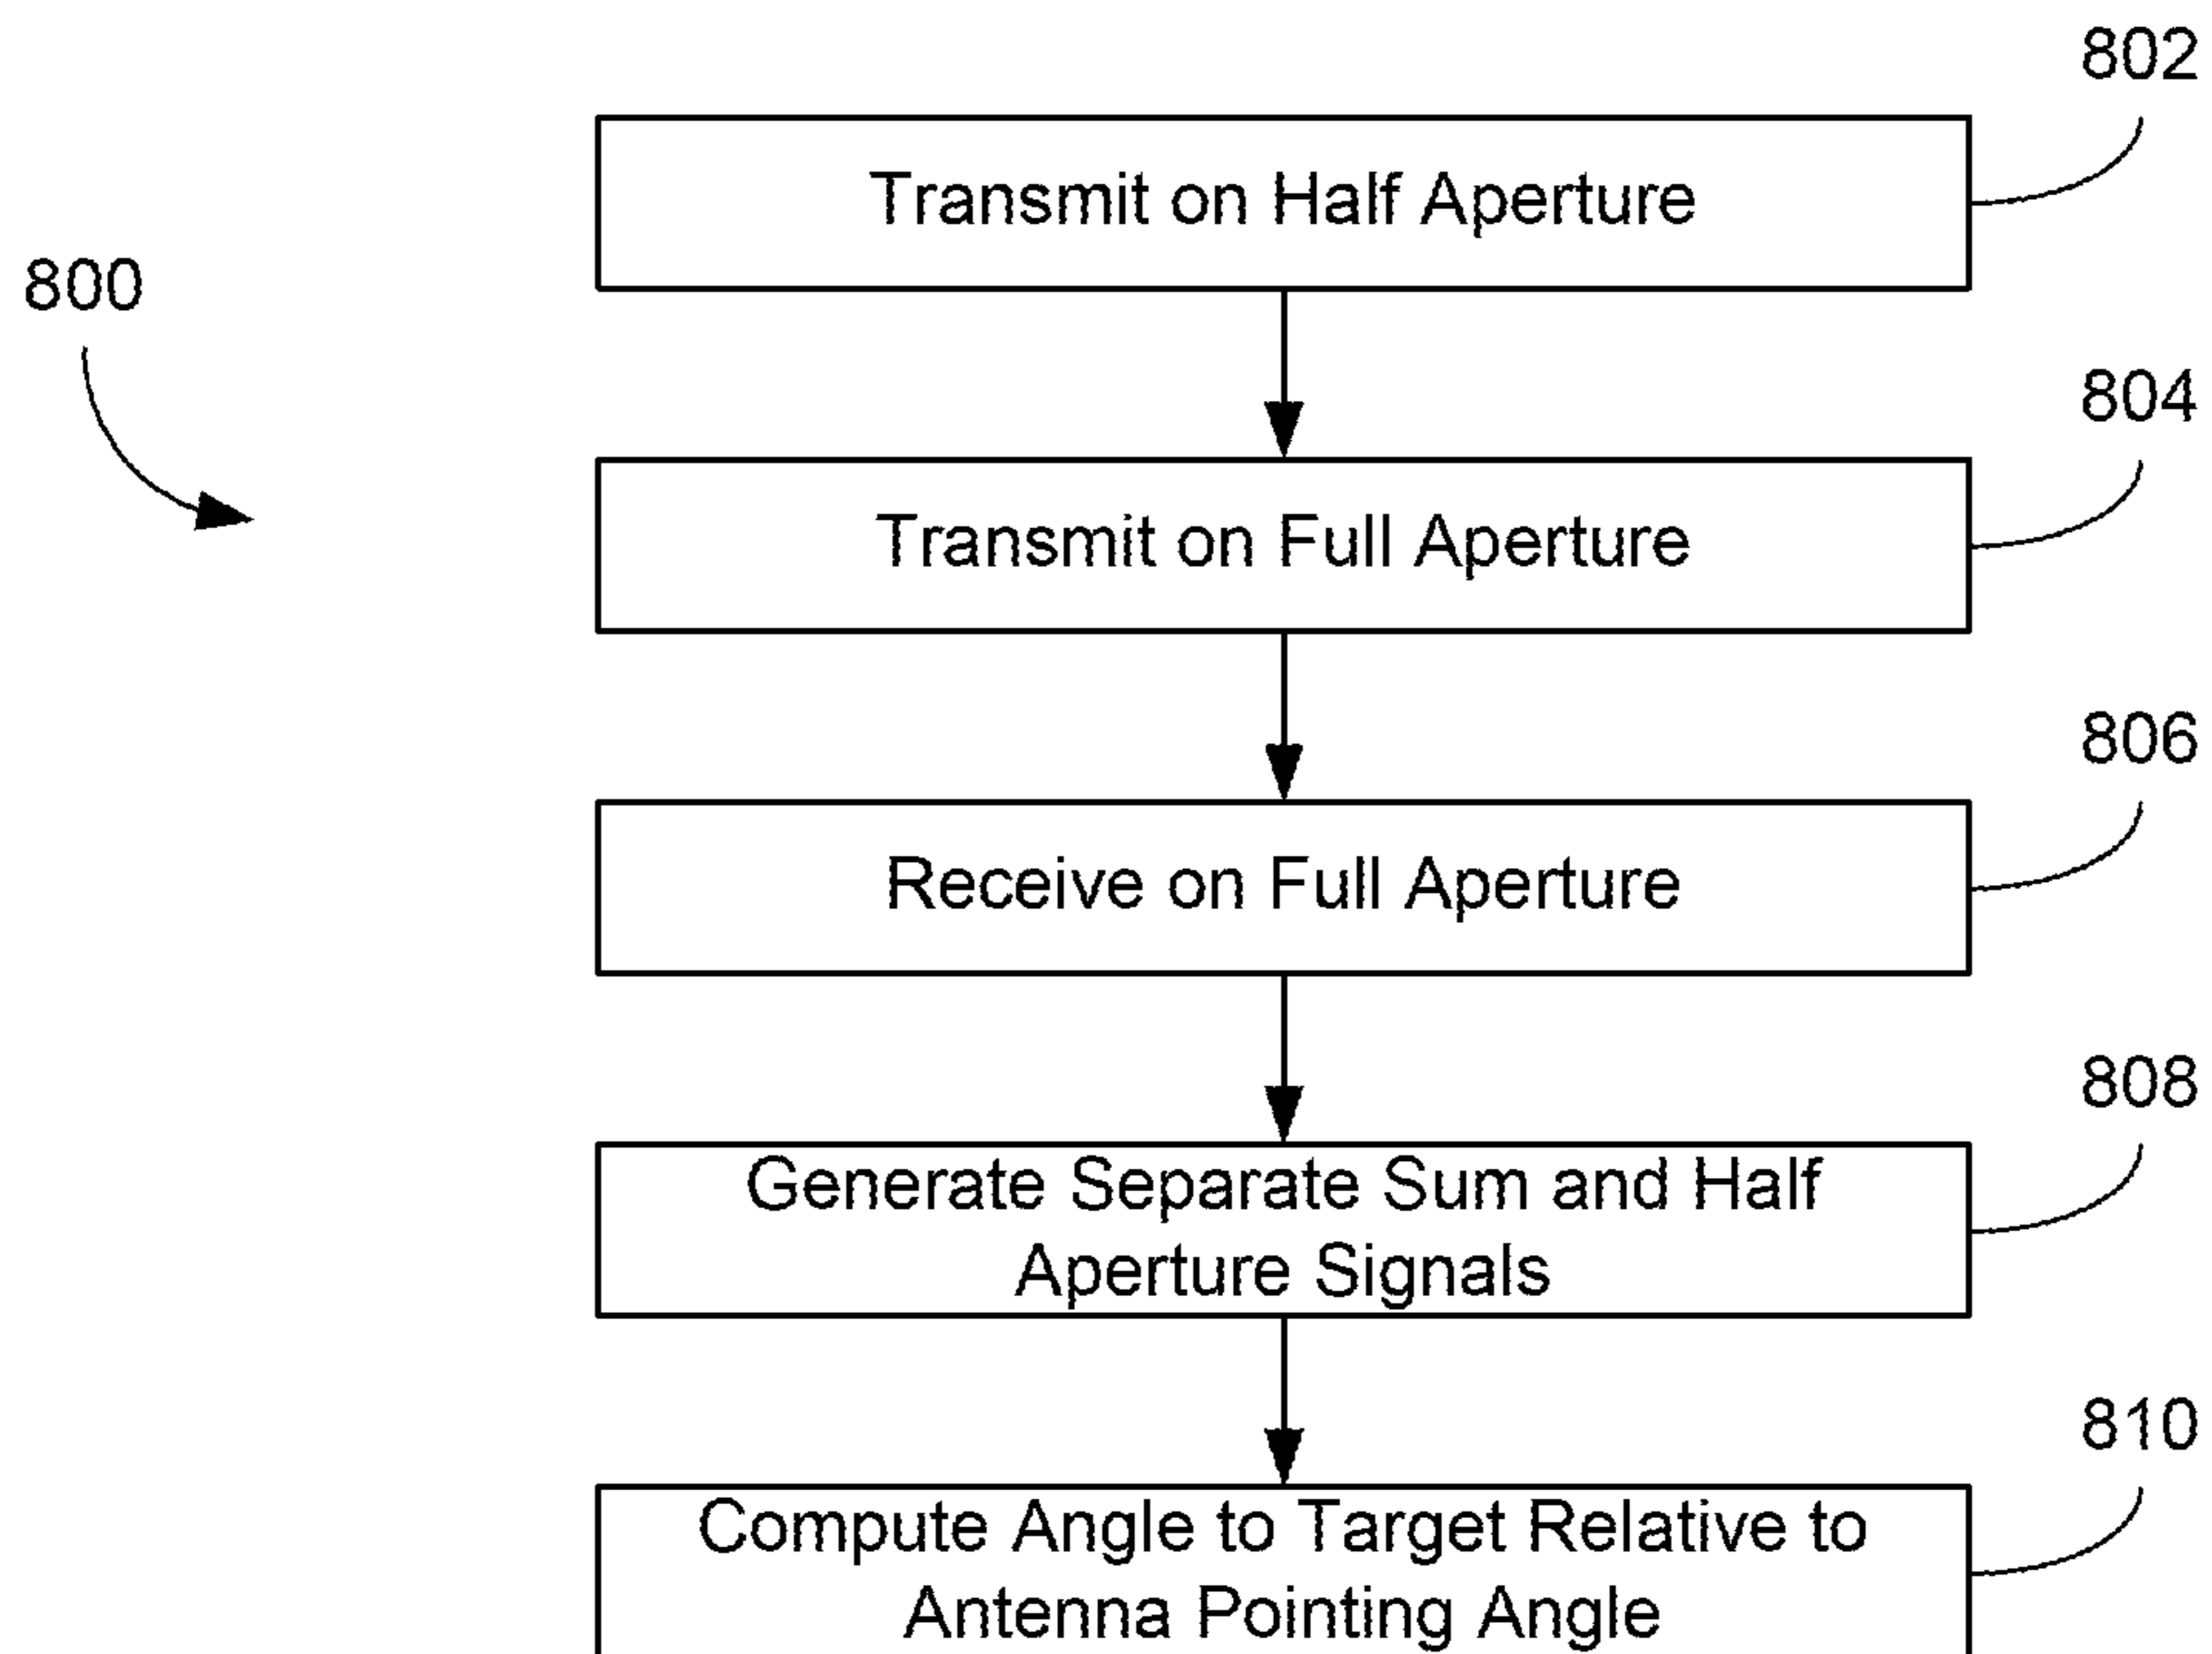 802
Transmit on Half Aperture
800
804
Transmit on Full Aperture
806
Receive on Full Aperture
808
Generate Separate Sum and Half
Aperture Signals
810
Compute Angle to Target Relative to
Antenna Pointing Angle